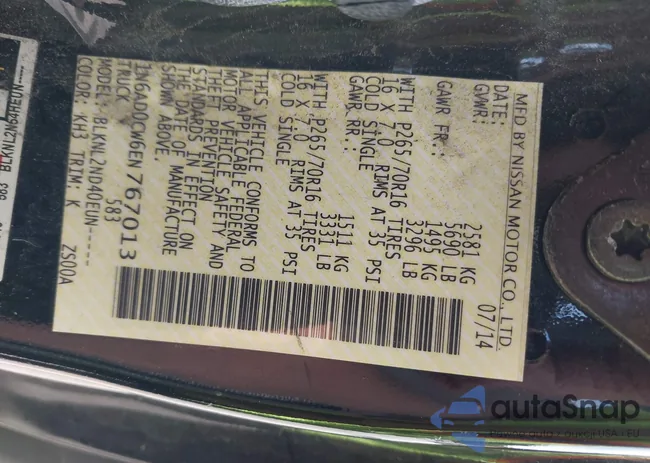 MFD BY NISSAN MOTOR CO., LTD.
DATE: 07/14
GVWR: 2581 KG
5690 LB
GAWR FR.: 1495 KG
3296 LB
WITH P265/70R16 TIRES
16 X 7.0 RIMS AT 35 PSI
COLD SINGLE
GAWR RR.: 1511 KG
3331 LB
WITH P265/70R16 TIRES
16 X 7.0 RIMS AT 35 PSI
COLD SINGLE
THIS VEHICLE CONFORMS TO
ALL APPLICABLE FEDERAL
MOTOR VEHICLE SAFETY AND
THEFT PREVENTION
STANDARDS IN EFFECT ON
THE DATE OF MANUFACTURE
SHOWN ABOVE.
1N6AD0CW6EN767013
TRUCK 583
MODEL: BLKNL2ND40EUN-----
COLOR: KH3 TRIM: K 2S00A
autoSnap